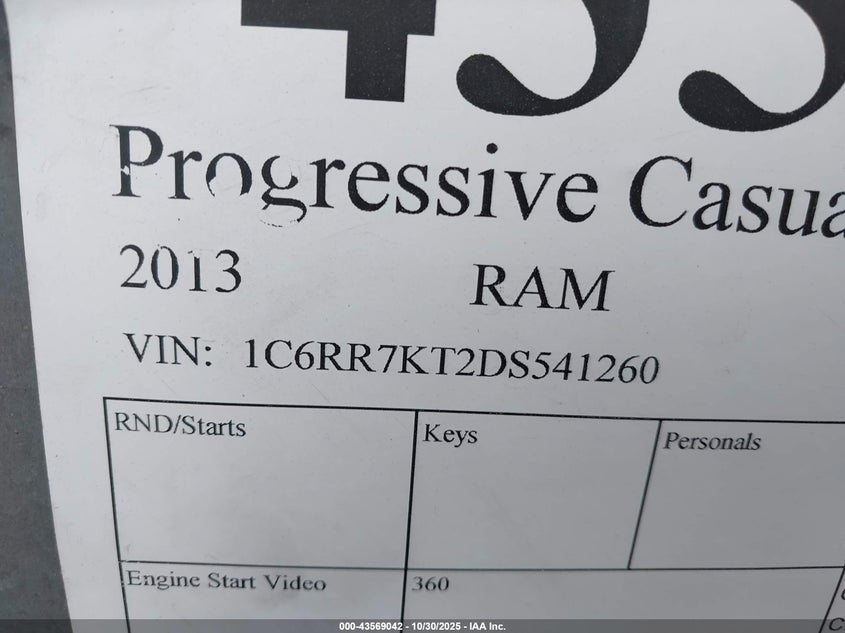 Progressive
2013 RAM
VIN: 1C6RR7KT2DS541260
RND/Starts Keys Personals
Engine Start Video 360
000-43569042 - 10/30/2025 - IAA Inc.